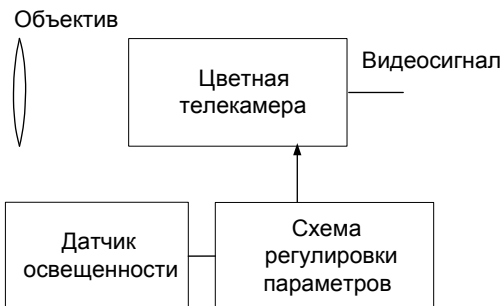 Объектив
Цветная
телекамера
Видеосигнал
Датчик
освещенности
Схема
регулировки
параметров